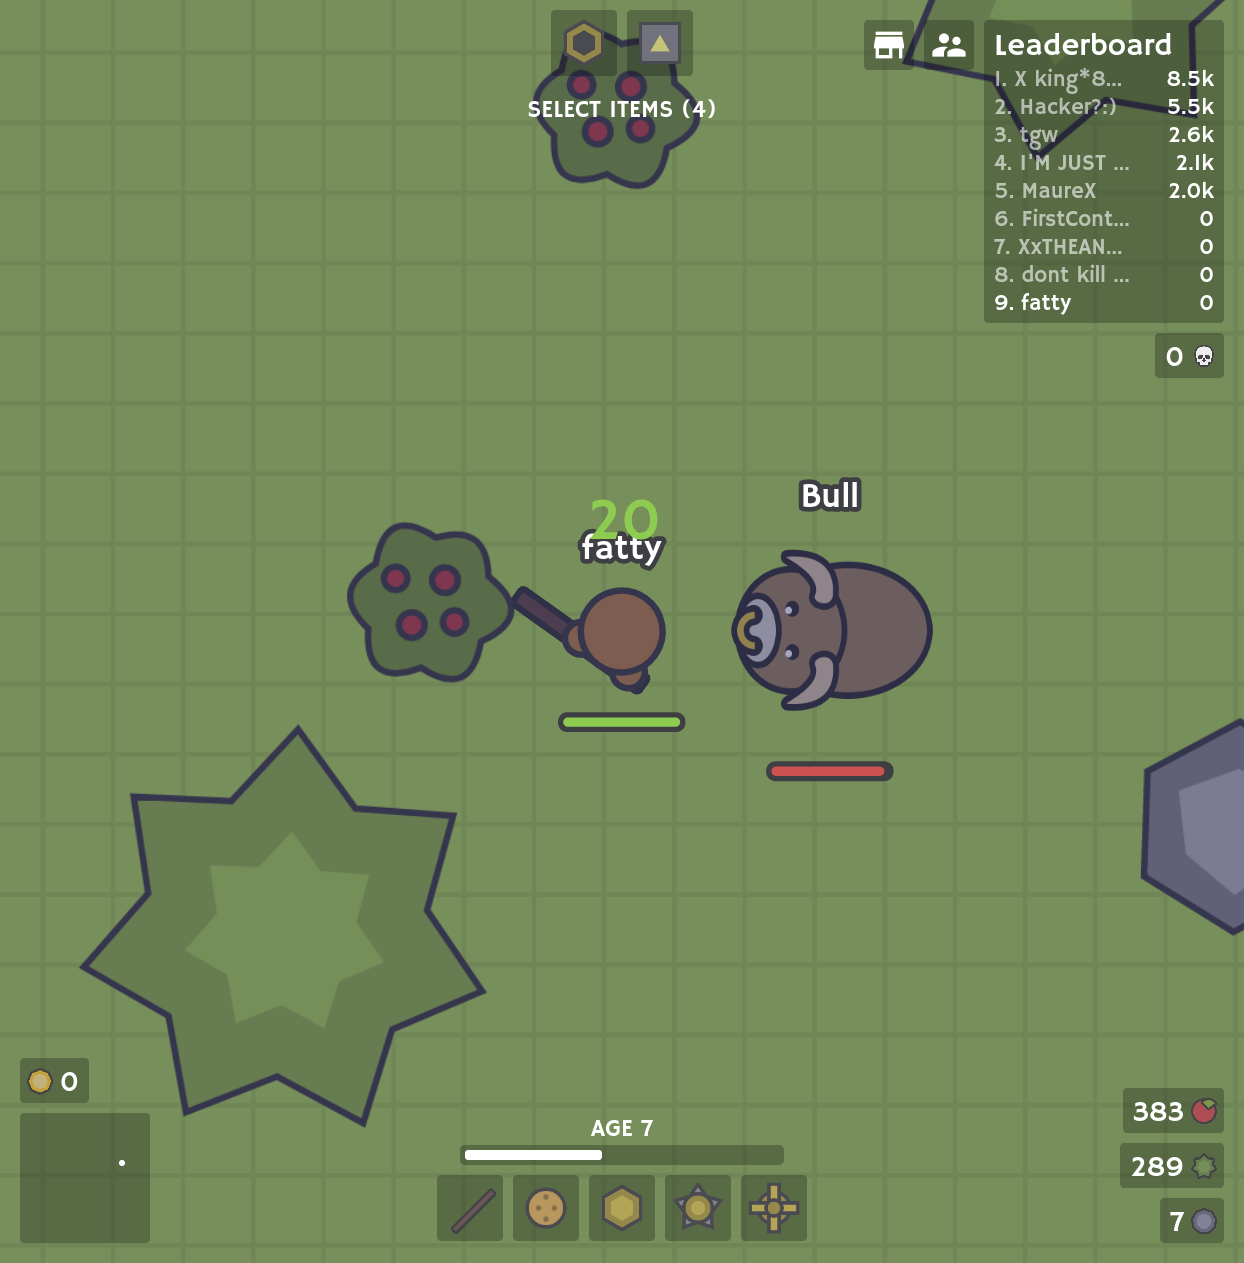 SELECT ITEMS (4)
Leaderboard
1. X king*8... 8.5k
2. Hacker?:) 5.5k
3. tgw 2.6k
4. I'M JUST ... 2.1k
5. MaureX 2.0k
6. FirstCont... 0
7. XxTHEAN... 0
8. dont kill ... 0
9. fatty 0
0
Bull
20
fatty
0
AGE 7
383
289
7